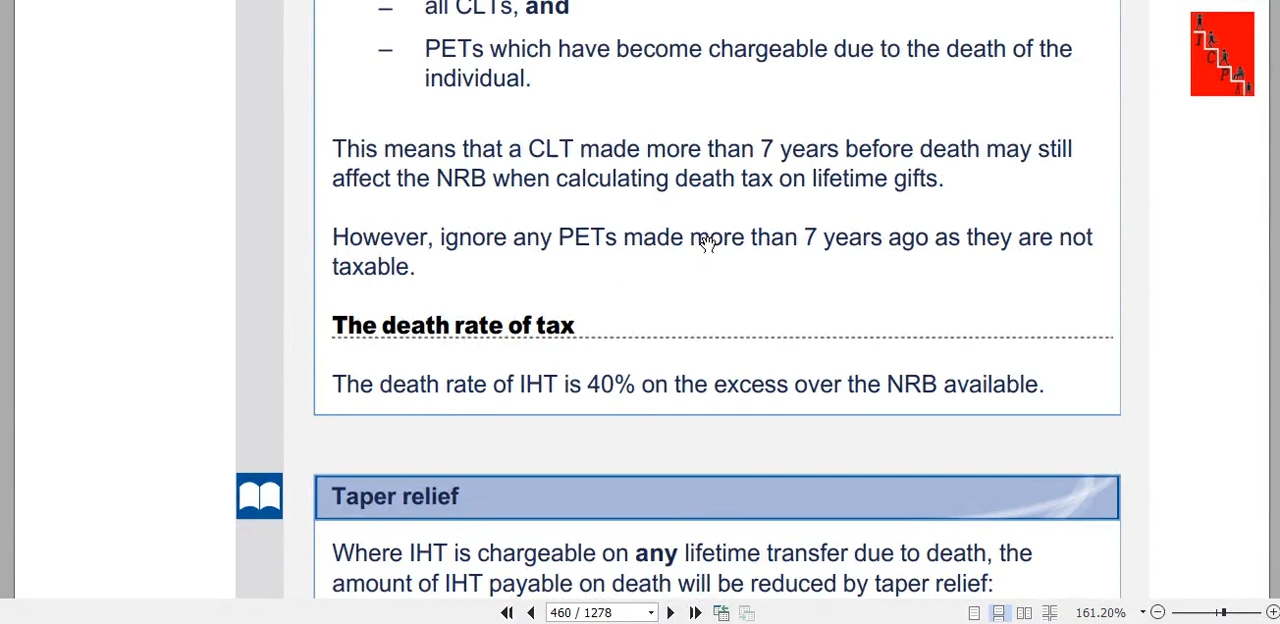 – all CLTs, and
– PETs which have become chargeable due to the death of the
individual.
This means that a CLT made more than 7 years before death may still
affect the NRB when calculating death tax on lifetime gifts.
However, ignore any PETs made more than 7 years ago as they are not
taxable.
The death rate of tax
The death rate of IHT is 40% on the excess over the NRB available.
Taper relief
Where IHT is chargeable on any lifetime transfer due to death, the
amount of IHT payable on death will be reduced by taper relief:
460 / 1278
161.20%
I
C
P
A